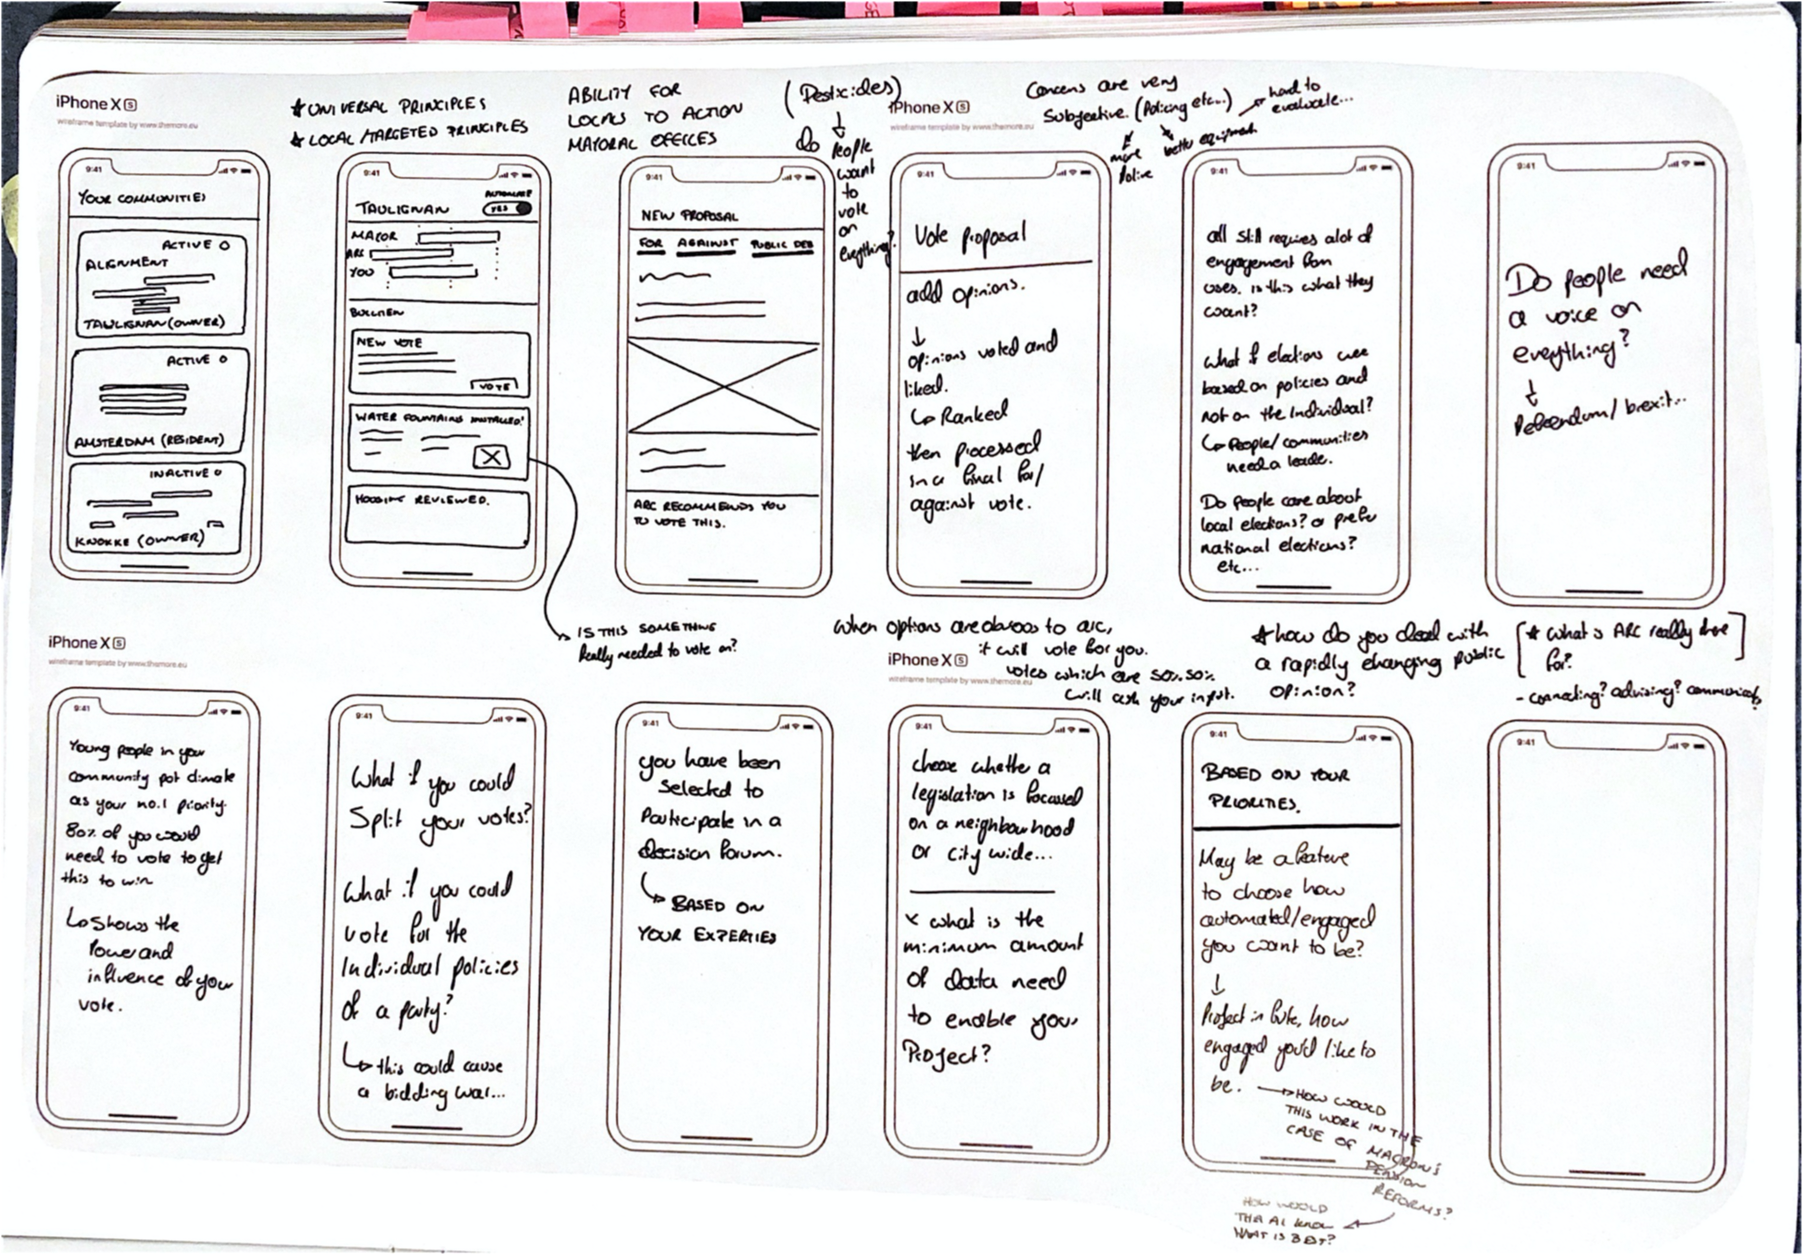 iPhone XS
wireframe template by www.themore.eu
* UNIVERSAL PRINCIPLES
* LOCAL/TARGETED PRINCIPLES
ABILITY FOR
LOCALS TO ACTION
MAYORAL OFFICES
(Pesticides)
Do People
want
to
vote
on
everything?
iPhone XS
wireframe template by www.themore.eu
Concerns are very
Subjective. (Policing etc...)
hard to
evaluate...
more
Police
better equipment
9:41
YOUR COMMUNITIES
ACTIVE O
ALIGNMENT
TAULIGNAN (OWNER)
ACTIVE O
AMSTERDAM (RESIDENT)
INACTIVE O
KNOKKE (OWNER)
9:41
AUTOMATE?
TAULIGNAN YES
MAYOR
ARC
YOU
BULLITEN
NEW VOTE
VOTE
WATER FOUNTAINS INSTALLED!
HOUSING REVIEWED.
IS THIS SOMETHING
Really needed to vote on?
9:41
NEW PROPOSAL
FOR AGAINST PUBLIC DEB
ARC RECOMMENDS YOU
TO VOTE THIS.
9:41
Vote proposal
add opinions.
opinions voted and
liked.
Ranked
then processed
in a final for/
against vote.
9:41
all still requires alot of
engagement from
users. is this what they
want?
what if elections were
based on policies and
not on the individual?
People/communities
need a leader.
Do people care about
local elections? or prefer
national elections?
etc...
9:41
Do people need
a voice on
everything?
Referendum/brexit...
iPhone XS
wireframe template by www.themore.eu
When options are obvious to arc,
it will vote for you.
votes which are 50%.50%
will ask your input.
iPhone XS
wireframe template by www.themore.eu
* how do you deal with
a rapidly changing public
opinion?
[* What is ARC really here
for?]
- connecting? advising?
9:41
Young people in your
community put climate
as your no.1 priority.
80% of you would
need to vote to get
this to win
Shows the
Power and
influence of your
vote.
9:41
What if you could
Split your votes?
What if you could
vote for the
Individual policies
of a party?
this could cause
a bidding war...
9:41
you have been
selected to
Participate in a
decision forum.
BASED ON
YOUR EXPERTIES
9:41
choose whether a
legislation is focused
on a neighbourhood
or city wide...
x what is the
minimum amount
of data need
to enable your
Project?
9:41
BASED ON YOUR
PRIORITIES.
May be a feature
to choose how
automated/engaged
you want to be?
Project in bute, how
engaged you'd like to
be.
HOW WOULD
THIS WORK IN THE
CASE OF MACRON'S
PENSION
REFORMS?
HOW WOULD
THE AI know
WHAT IS BEST?
9:41